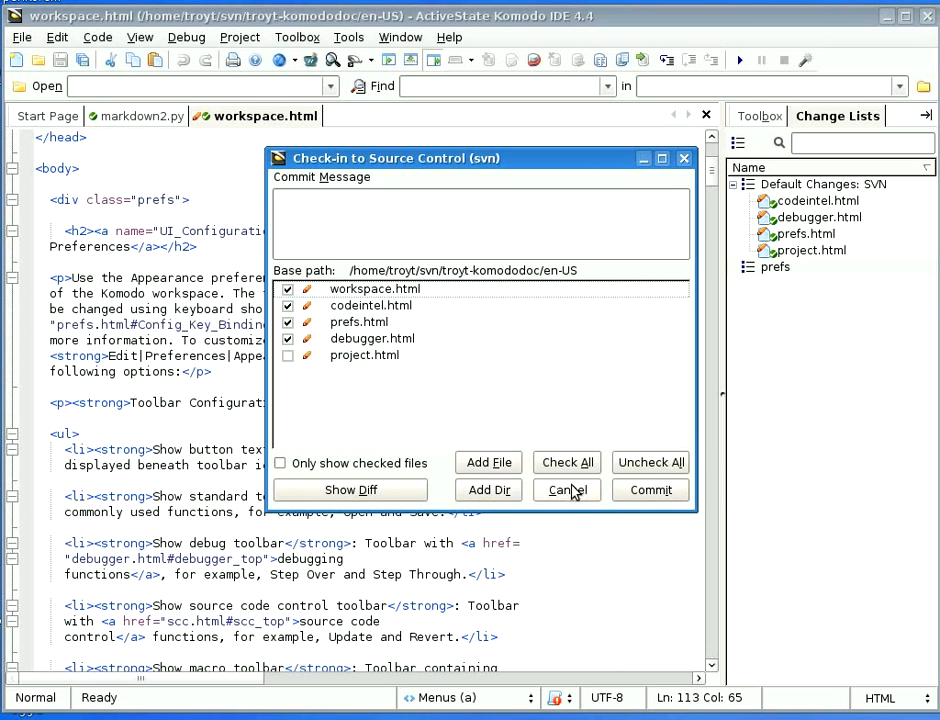 workspace.html (/home/troyt/svn/troyt-komododoc/en-US) - ActiveState Komodo IDE 4.4
File Edit Code View Debug Project Toolbox Tools Window Help
Open Find in
Start Page markdown2.py workspace.html Toolbox Change Lists
</head>
<body>
<div class="prefs">
<h2><a name="UI_Configurati
Preferences</a></h2>
<p>Use the Appearance preferen
of the Komodo workspace. The
be changed using keyboard sho
"prefs.html#Config_Key_Bindin
more information. To customiz
<strong>Edit|Preferences|Appe
following options:</p>
<p><strong>Toolbar Configurat
<ul>
<li><strong>Show button tex
displayed beneath toolbar i
<li><strong>Show standard t
commonly used functions, for example, Open and Save.</li>
<li><strong>Show debug toolbar</strong>: Toolbar with <a href=
"debugger.html#debugger_top">debugging
functions</a>, for example, Step Over and Step Through.</li>
<li><strong>Show source code control toolbar</strong>: Toolbar
with <a href="scc.html#scc_top">source code
control</a> functions, for example, Update and Revert.</li>
<li><strong>Show macro toolbar</strong>: Toolbar containing
Check-in to Source Control (svn)
Commit Message
Base path: /home/troyt/svn/troyt-komododoc/en-US
workspace.html
codeintel.html
prefs.html
debugger.html
project.html
Only show checked files Add File Check All Uncheck All
Show Diff Add Dir Cancel Commit
Name
Default Changes: SVN
codeintel.html
debugger.html
prefs.html
project.html
prefs
Normal Ready Menus (a) UTF-8 Ln: 113 Col: 65 HTML